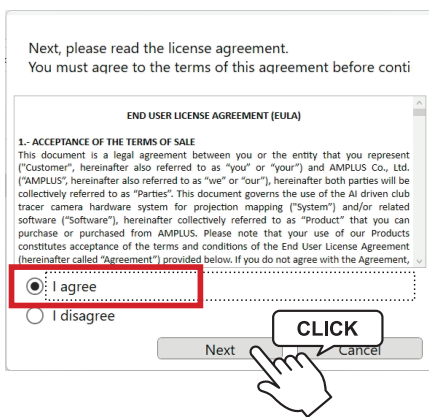 Next, please read the license agreement.
You must agree to the terms of this agreement before conti
END USER LICENSE AGREEMENT (EULA)
1.- ACCEPTANCE OF THE TERMS OF SALE
This document is a legal agreement between you or the entity that you represent
("Customer", hereinafter also referred to as "you" or "your") and AMPLUS Co., Ltd.
("AMPLUS", hereinafter also referred to as "we" or "our"), hereinafter both parties will be
collectively referred to as "Parties". This document governs the use of the AI driven club
tracer camera hardware system for projection mapping ("System") and/or related
software ("Software"), hereinafter collectively referred to as "Product" that you can
purchase or purchased from AMPLUS. Please note that your use of our Products
constitutes acceptance of the terms and conditions of the End User License Agreement
(hereinafter called "Agreement") provided below. If you do not agree with the Agreement,
I agree
I disagree
CLICK
Next
Cancel